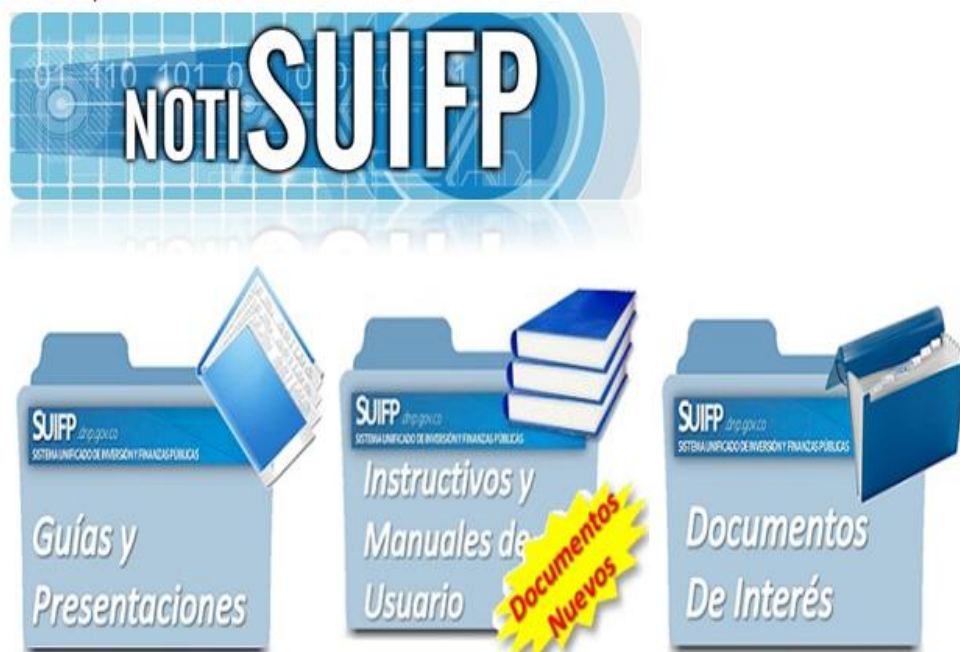 01 110 101 0
NOTISUIFP
SUIFP.dnp.gov.co
SISTEMA UNIFICADO DE INVERSIÓN Y FINANZAS PÚBLICAS
Guías y
Presentaciones
SUIFP.dnp.gov.co
SISTEMA UNIFICADO DE INVERSIÓN Y FINANZAS PÚBLICAS
Instructivos y
Manuales de
Usuario
Documentos
Nuevos
SUIFP.dnp.gov.co
SISTEMA UNIFICADO DE INVERSIÓN Y FINANZAS PÚBLICAS
Documentos
De Interés